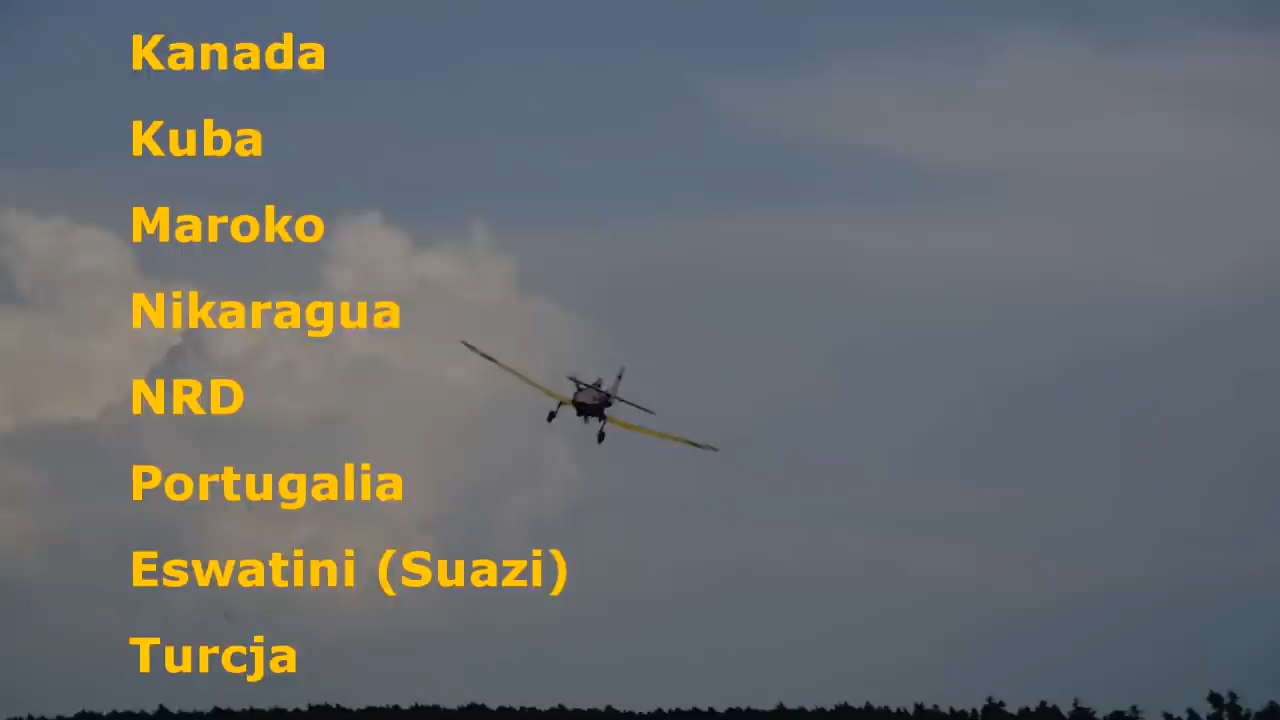 Kanada
Kuba
Maroko
Nikaragua
NRD
Portugalia
Eswatini (Suazi)
Turcja